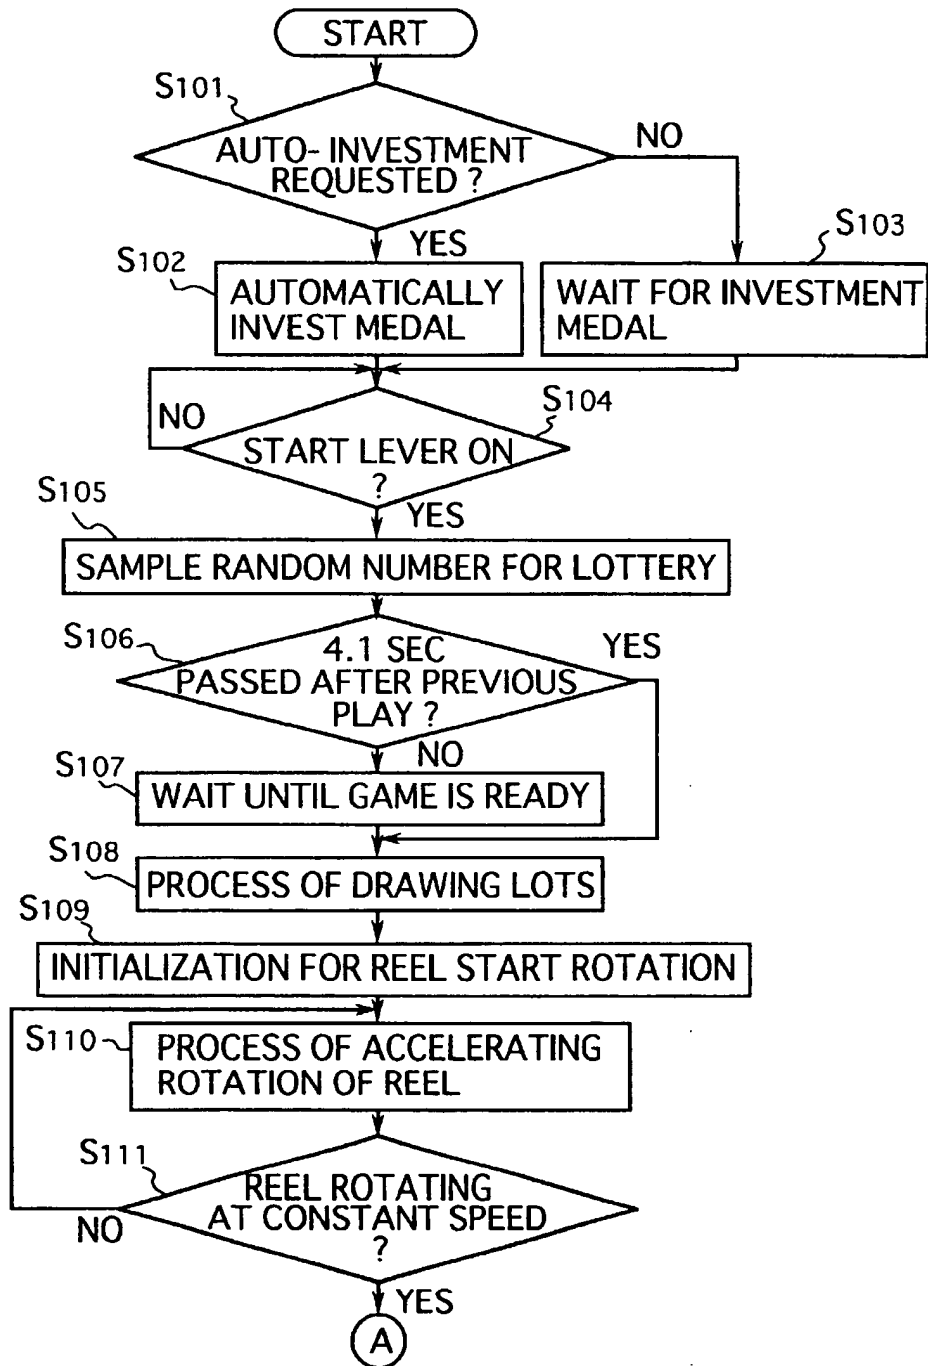 START
S101
AUTO- INVESTMENT
REQUESTED ?
NO
YES
S102
AUTOMATICALLY
INVEST MEDAL
S103
WAIT FOR INVESTMENT
MEDAL
NO
S104
START LEVER ON
?
YES
S105
SAMPLE RANDOM NUMBER FOR LOTTERY
S106
4.1 SEC
PASSED AFTER PREVIOUS
PLAY ?
YES
NO
S107
WAIT UNTIL GAME IS READY
S108
PROCESS OF DRAWING LOTS
S109
INITIALIZATION FOR REEL START ROTATION
S110
PROCESS OF ACCELERATING
ROTATION OF REEL
S111
REEL ROTATING
AT CONSTANT SPEED
?
NO
YES
A